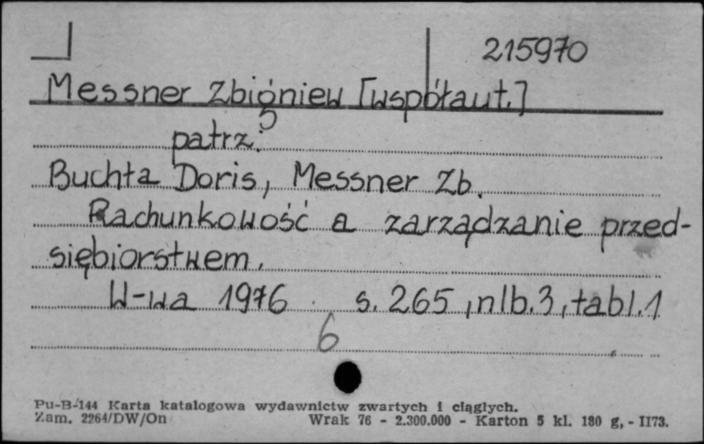 215970
Messner Zbigniew [współaut.]
patrz:
Buchta Doris, Messner Zb.
Rachunkowość a zarządzanie przed-
siębiorstwem.
W-wa 1976 s. 265, nlb. 3, tabl. 1
6
Pu-B-144 Karta katalogowa wydawnictw zwartych i ciągłych.
Zam. 2264/DW/On Wrak 76 - 2.300.000 - Karton 5 kl. 180 g, - II73.